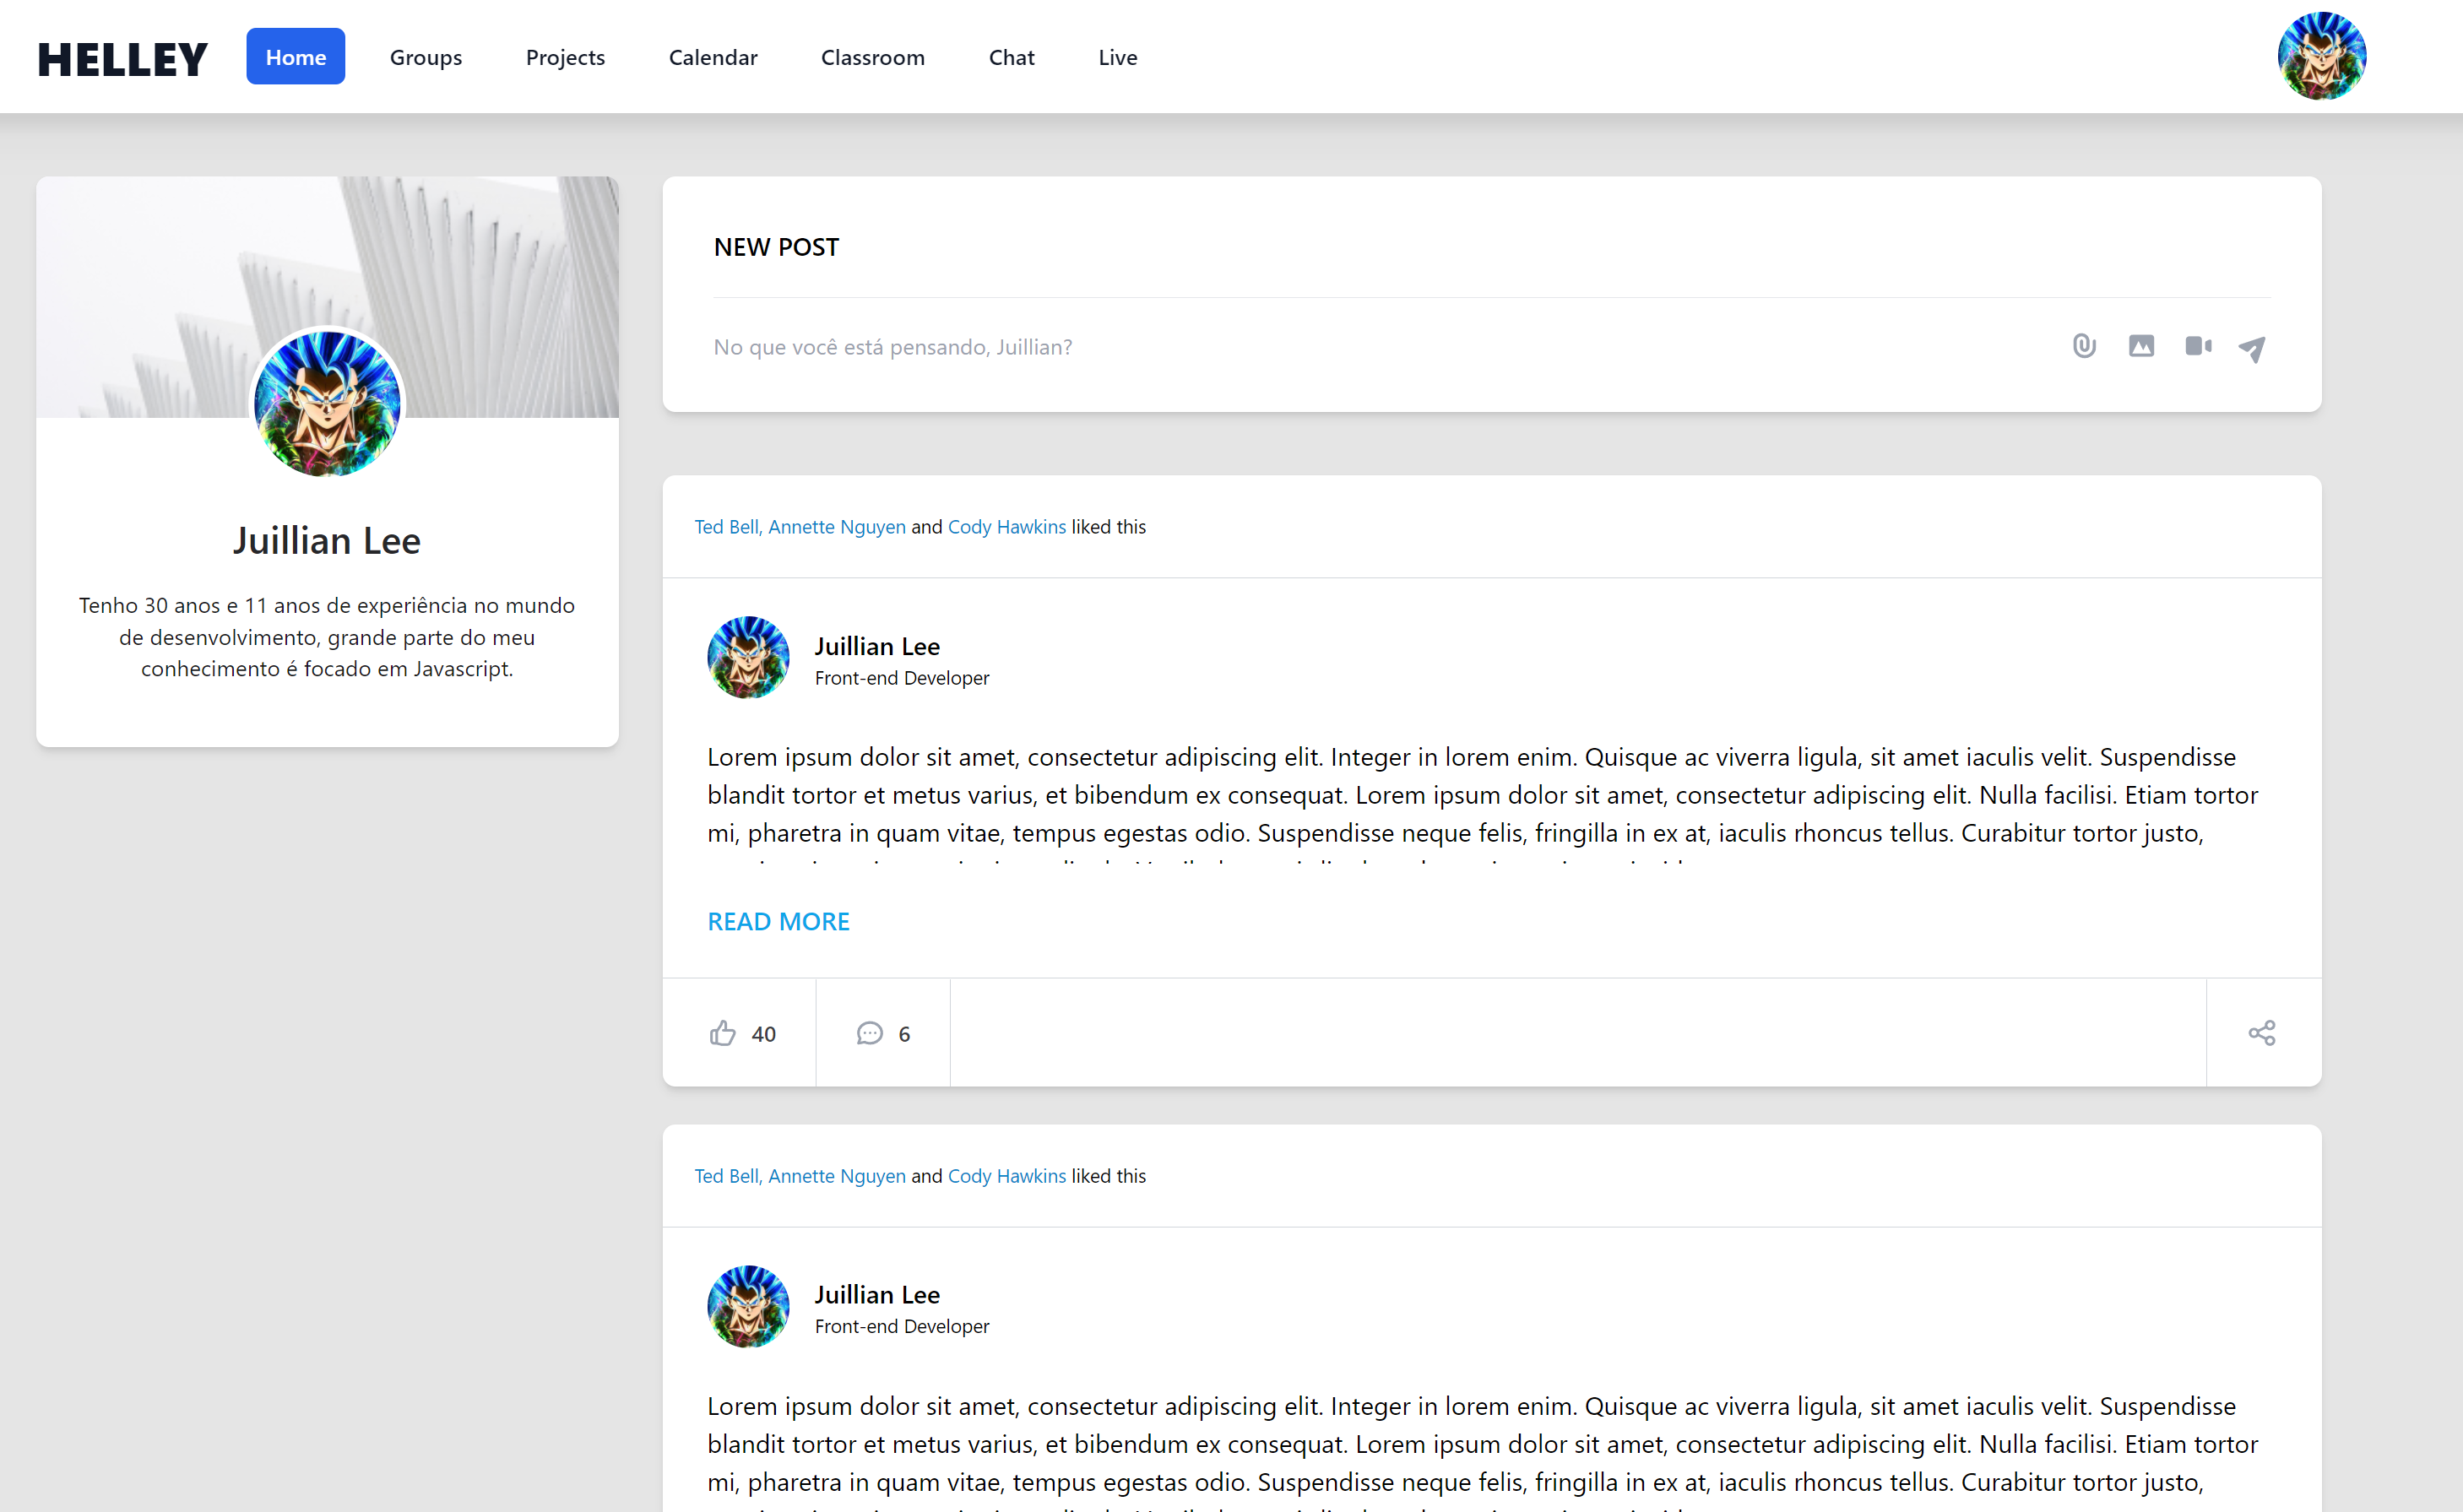 HELLEY
Home
Groups
Projects
Calendar
Classroom
Chat
Live
Juillian Lee
Tenho 30 anos e 11 anos de experiência no mundo
de desenvolvimento, grande parte do meu
conhecimento é focado em Javascript.
NEW POST
No que você está pensando, Juillian?
Ted Bell, Annette Nguyen and Cody Hawkins liked this
Juillian Lee
Front-end Developer
Lorem ipsum dolor sit amet, consectetur adipiscing elit. Integer in lorem enim. Quisque ac viverra ligula, sit amet iaculis velit. Suspendisse
blandit tortor et metus varius, et bibendum ex consequat. Lorem ipsum dolor sit amet, consectetur adipiscing elit. Nulla facilisi. Etiam tortor
mi, pharetra in quam vitae, tempus egestas odio. Suspendisse neque felis, fringilla in ex at, iaculis rhoncus tellus. Curabitur tortor justo,
READ MORE
40
6
Ted Bell, Annette Nguyen and Cody Hawkins liked this
Juillian Lee
Front-end Developer
Lorem ipsum dolor sit amet, consectetur adipiscing elit. Integer in lorem enim. Quisque ac viverra ligula, sit amet iaculis velit. Suspendisse
blandit tortor et metus varius, et bibendum ex consequat. Lorem ipsum dolor sit amet, consectetur adipiscing elit. Nulla facilisi. Etiam tortor
mi, pharetra in quam vitae, tempus egestas odio. Suspendisse neque felis, fringilla in ex at, iaculis rhoncus tellus. Curabitur tortor justo,